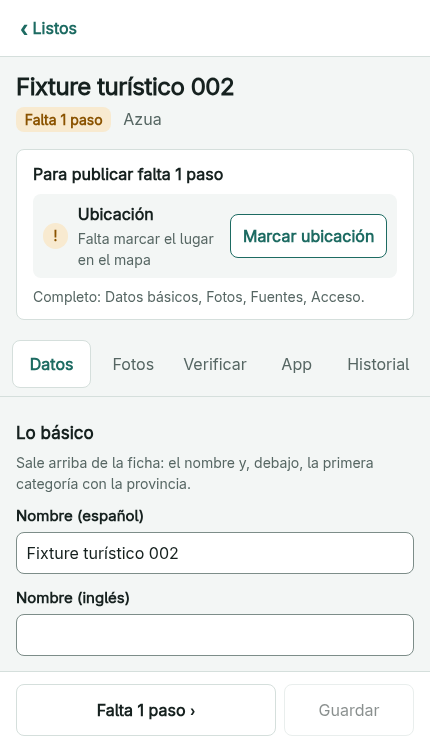 ‹ Listos
Fixture turístico 002
Falta 1 paso
Azua
Para publicar falta 1 paso
!
Ubicación
Falta marcar el lugar
en el mapa
Marcar ubicación
Completo: Datos básicos, Fotos, Fuentes, Acceso.
Datos Fotos Verificar App Historial
Lo básico
Sale arriba de la ficha: el nombre y, debajo, la primera
categoría con la provincia.
Nombre (español)
Fixture turístico 002
Nombre (inglés)
Falta 1 paso ›
Guardar